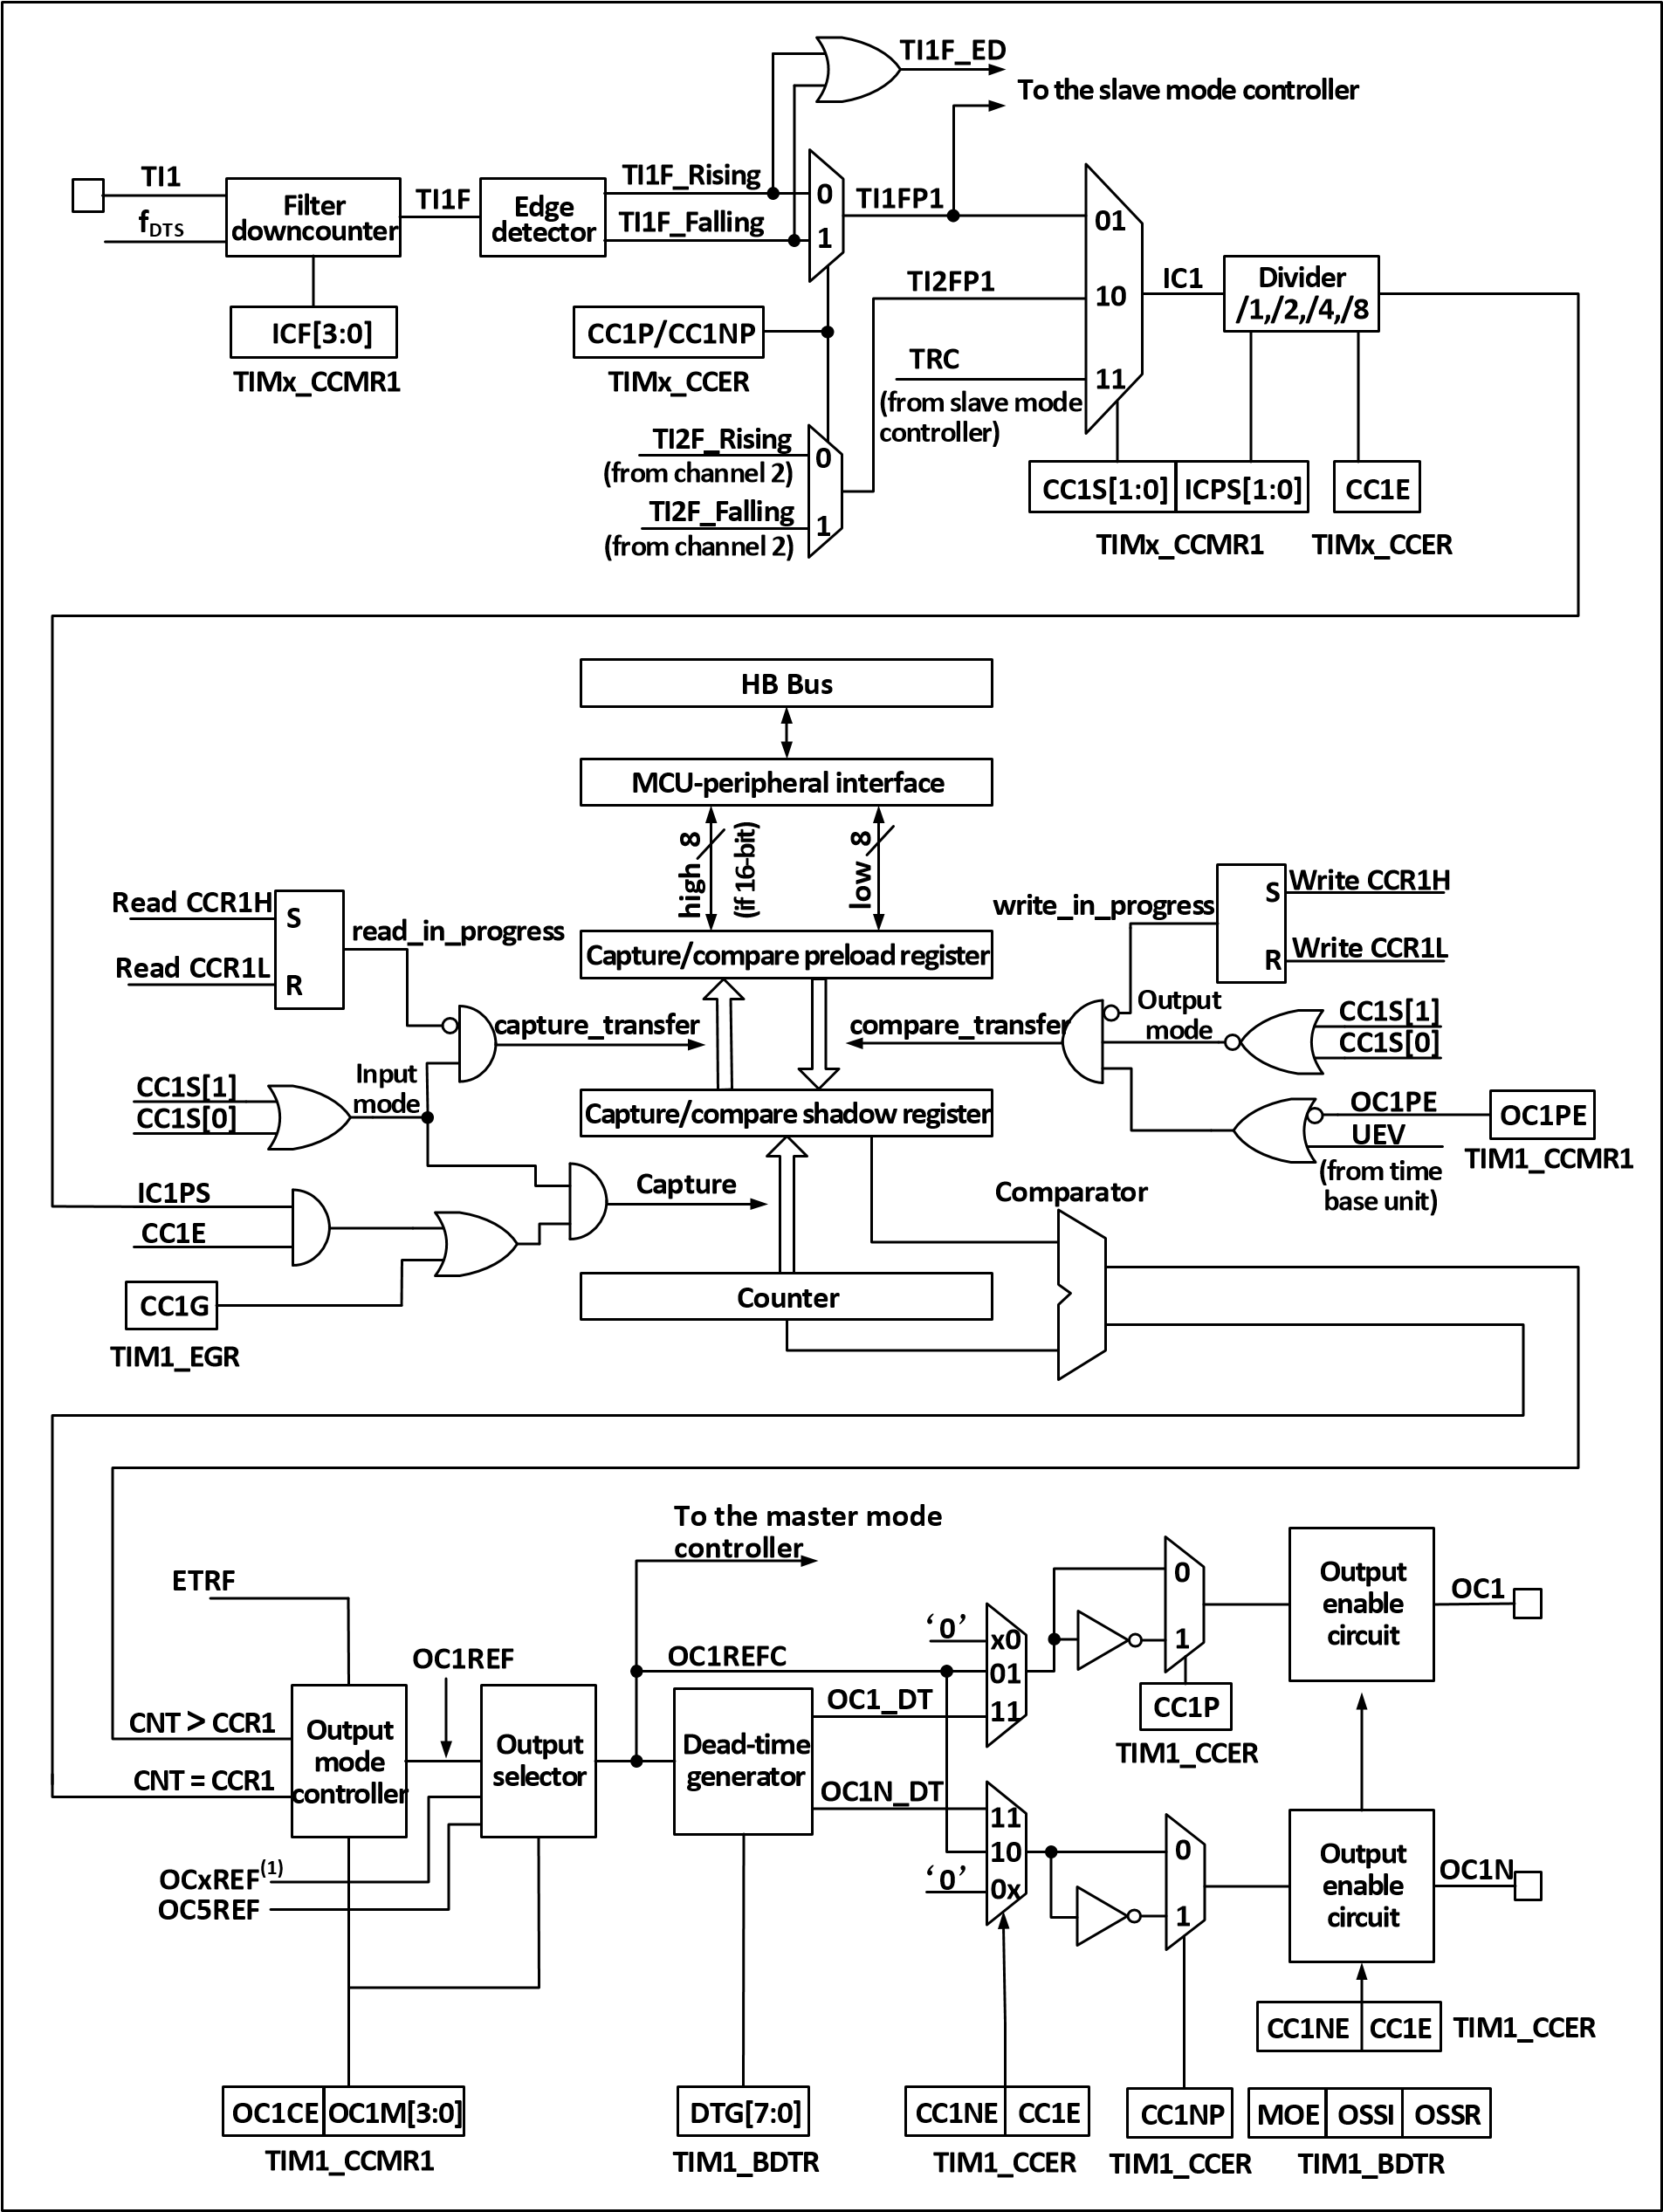 TI1F_ED
To the slave mode controller
TI1
fDTS
Filter
downcounter
TI1F
Edge
detector
TI1F_Rising
TI1F_Falling
0
1
TI1FP1
01
10
11
TI2FP1
IC1
Divider
/1,/2,/4,/8
ICF[3:0]
TIMx_CCMR1
CC1P/CC1NP
TIMx_CCER
TRC
(from slave mode
controller)
TI2F_Rising
(from channel 2)
TI2F_Falling
(from channel 2)
0
1
CC1S[1:0]
ICPS[1:0]
CC1E
TIMx_CCMR1
TIMx_CCER
HB Bus
MCU-peripheral interface
high 8
(if 16-bit)
low 8
Read CCR1H
Read CCR1L
S
R
read_in_progress
Capture/compare preload register
write_in_progress
S
R
Write CCR1H
Write CCR1L
capture_transfer
compare_transfer
Output
mode
CC1S[1]
CC1S[0]
CC1S[1]
CC1S[0]
Input
mode
Capture/compare shadow register
OC1PE
UEV
(from time
base unit)
OC1PE
TIM1_CCMR1
IC1PS
CC1E
Capture
Comparator
CC1G
TIM1_EGR
Counter
To the master mode
controller
ETRF
OC1REF
OC1REFC
CNT > CCR1
CNT = CCR1
Output
mode
controller
Output
selector
Dead-time
generator
OC1_DT
OC1N_DT
‘0’
x0
01
11
11
10
0x
‘0’
0
1
CC1P
TIM1_CCER
Output
enable
circuit
OC1
0
1
Output
enable
circuit
OC1N
OCxREF(1)
OC5REF
CC1NE
CC1E
TIM1_CCER
OC1CE
OC1M[3:0]
TIM1_CCMR1
DTG[7:0]
TIM1_BDTR
CC1NE
CC1E
TIM1_CCER
CC1NP
TIM1_CCER
MOE
OSSI
OSSR
TIM1_BDTR